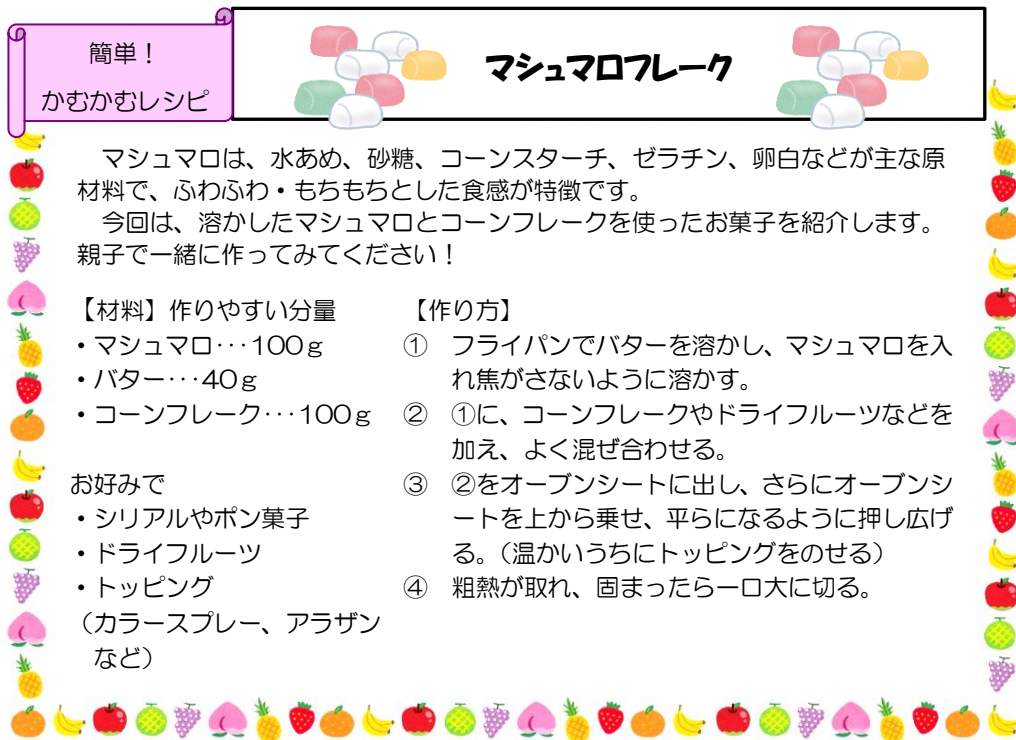 簡単！
かむかむレシピ
マシュマロフレーク
マシュマロは、水あめ、砂糖、コーンスターチ、ゼラチン、卵白などが主な原
材料で、ふわふわ・もちもちとした食感が特徴です。
今回は、溶かしたマシュマロとコーンフレークを使ったお菓子を紹介します。
親子で一緒に作ってみてください！
【材料】作りやすい分量
・マシュマロ･･･100ｇ
・バター･･･40ｇ
・コーンフレーク･･･100ｇ
お好みで
・シリアルやポン菓子
・ドライフルーツ
・トッピング
（カラースプレー、アラザン
など）
【作り方】
① フライパンでバターを溶かし、マシュマロを入
れ焦がさないように溶かす。
② ①に、コーンフレークやドライフルーツなどを
加え、よく混ぜ合わせる。
③ ②をオーブンシートに出し、さらにオーブンシ
ートを上から乗せ、平らになるように押し広げ
る。（温かいうちにトッピングをのせる）
④ 粗熱が取れ、固まったら一口大に切る。